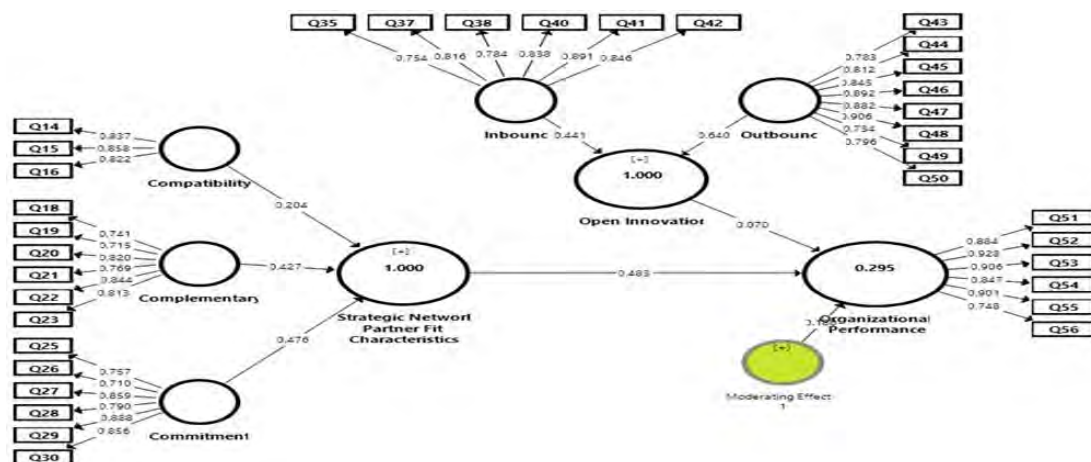 Q35
Q37
Q38
Q40
Q41
Q42
0.754
0.816
0.784
0.838
0.891
0.846
Q43
Q44
Q45
Q46
Q47
Q48
Q49
Q50
0.783
0.812
0.845
0.892
0.882
0.906
0.754
0.796
Inbounc
Outbounc
0.441
0.640
[+]
1.000
Open Innovatior
Q14
Q15
Q16
0.837
0.858
0.822
Compatibility
0.204
Q18
Q19
Q20
Q21
Q22
Q23
0.741
0.715
0.820
0.769
0.844
0.813
Complementary
0.427
[+]
1.000
Strategic Networl
Partner Fit
Characteristics
0.483
0.070
0.295
Organizational
Performance
Q51
Q52
Q53
Q54
Q55
Q56
0.884
0.928
0.906
0.847
0.901
0.748
Q25
Q26
Q27
Q28
Q29
Q30
0.757
0.710
0.859
0.790
0.888
0.856
Commitment
0.476
[+]
Moderating Effect
1